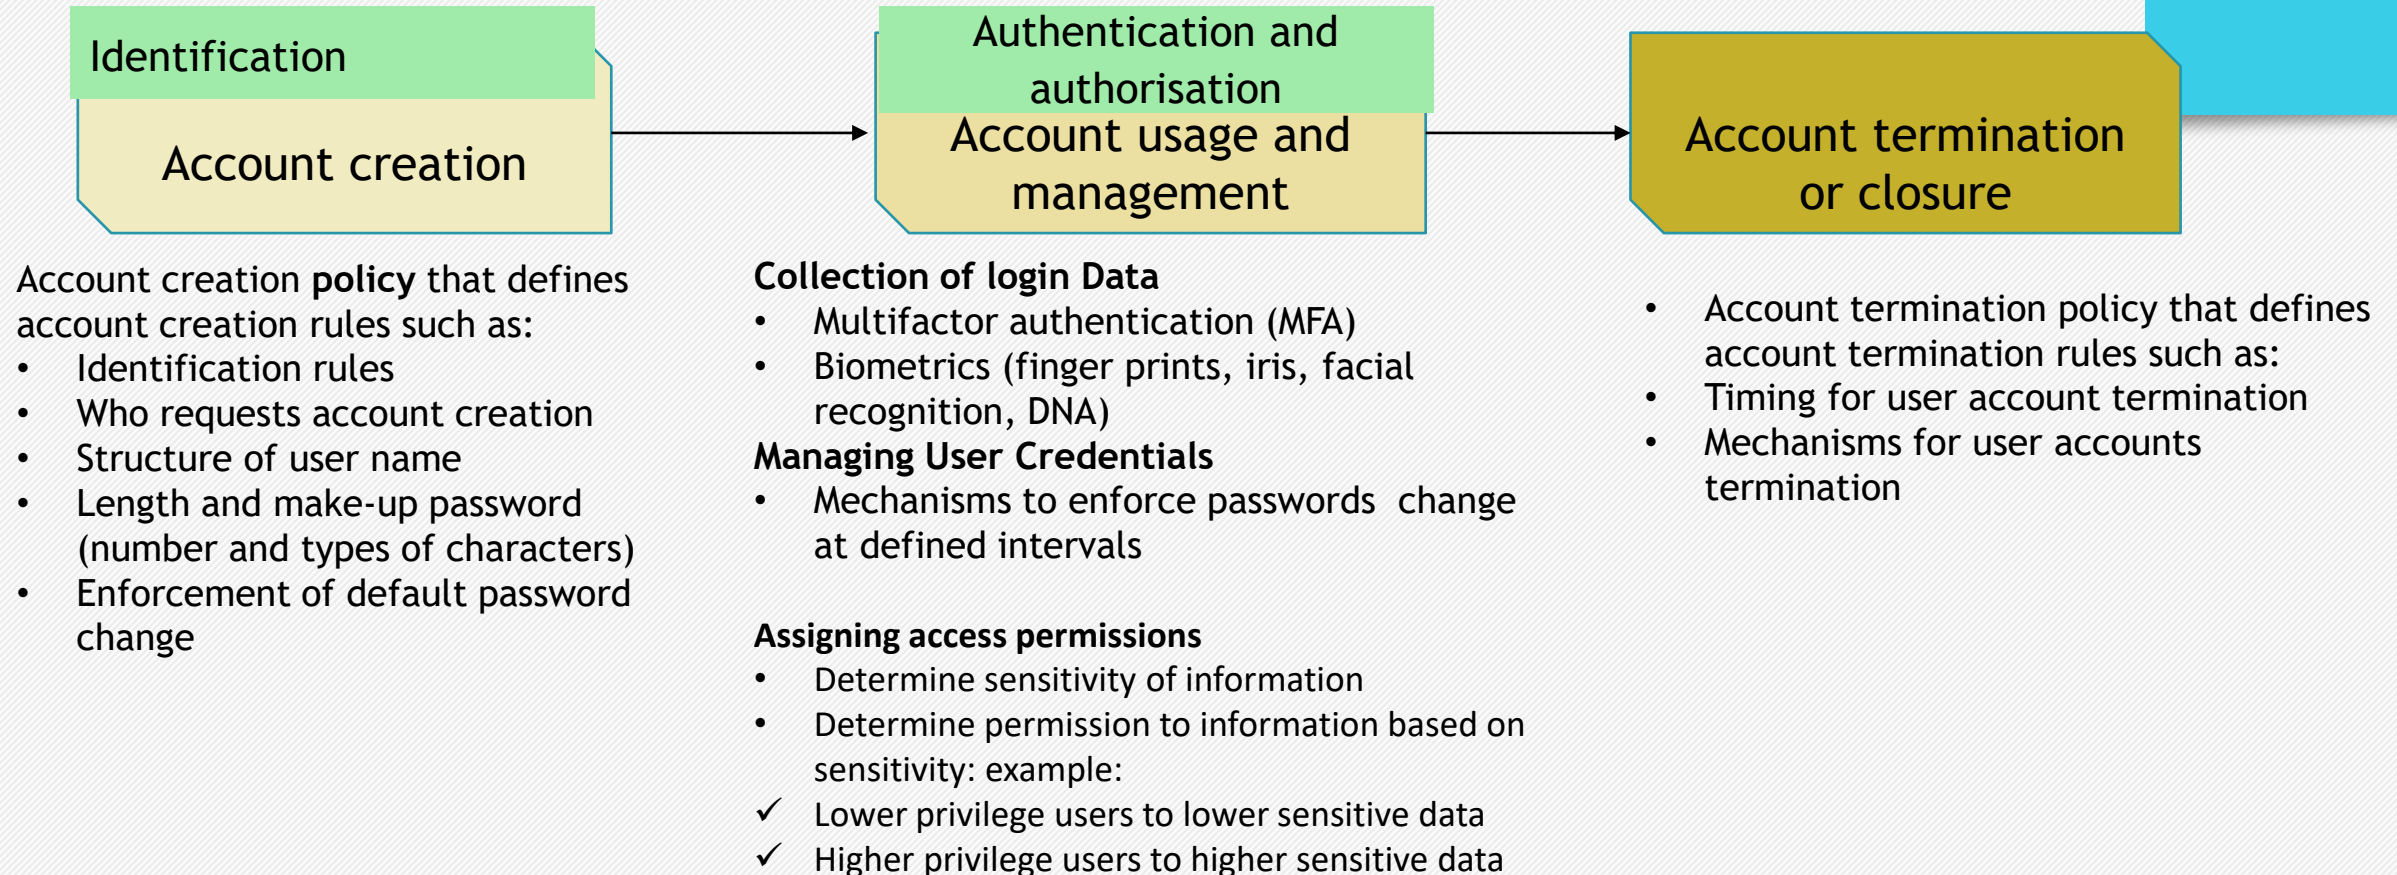 Identification
Account creation
Authentication and
authorisation
Account usage and
management
Account termination
or closure
Account creation policy that defines
account creation rules such as:
• Identification rules
• Who requests account creation
• Structure of user name
• Length and make-up password
(number and types of characters)
• Enforcement of default password
change
Collection of login Data
• Multifactor authentication (MFA)
• Biometrics (finger prints, iris, facial
recognition, DNA)
Managing User Credentials
• Mechanisms to enforce passwords  change
at defined intervals
Assigning access permissions
• Determine sensitivity of information
• Determine permission to information based on
sensitivity: example:
✓ Lower privilege users to lower sensitive data
✓ Higher privilege users to higher sensitive data
• Account termination policy that defines
account termination rules such as:
• Timing for user account termination
• Mechanisms for user accounts
termination